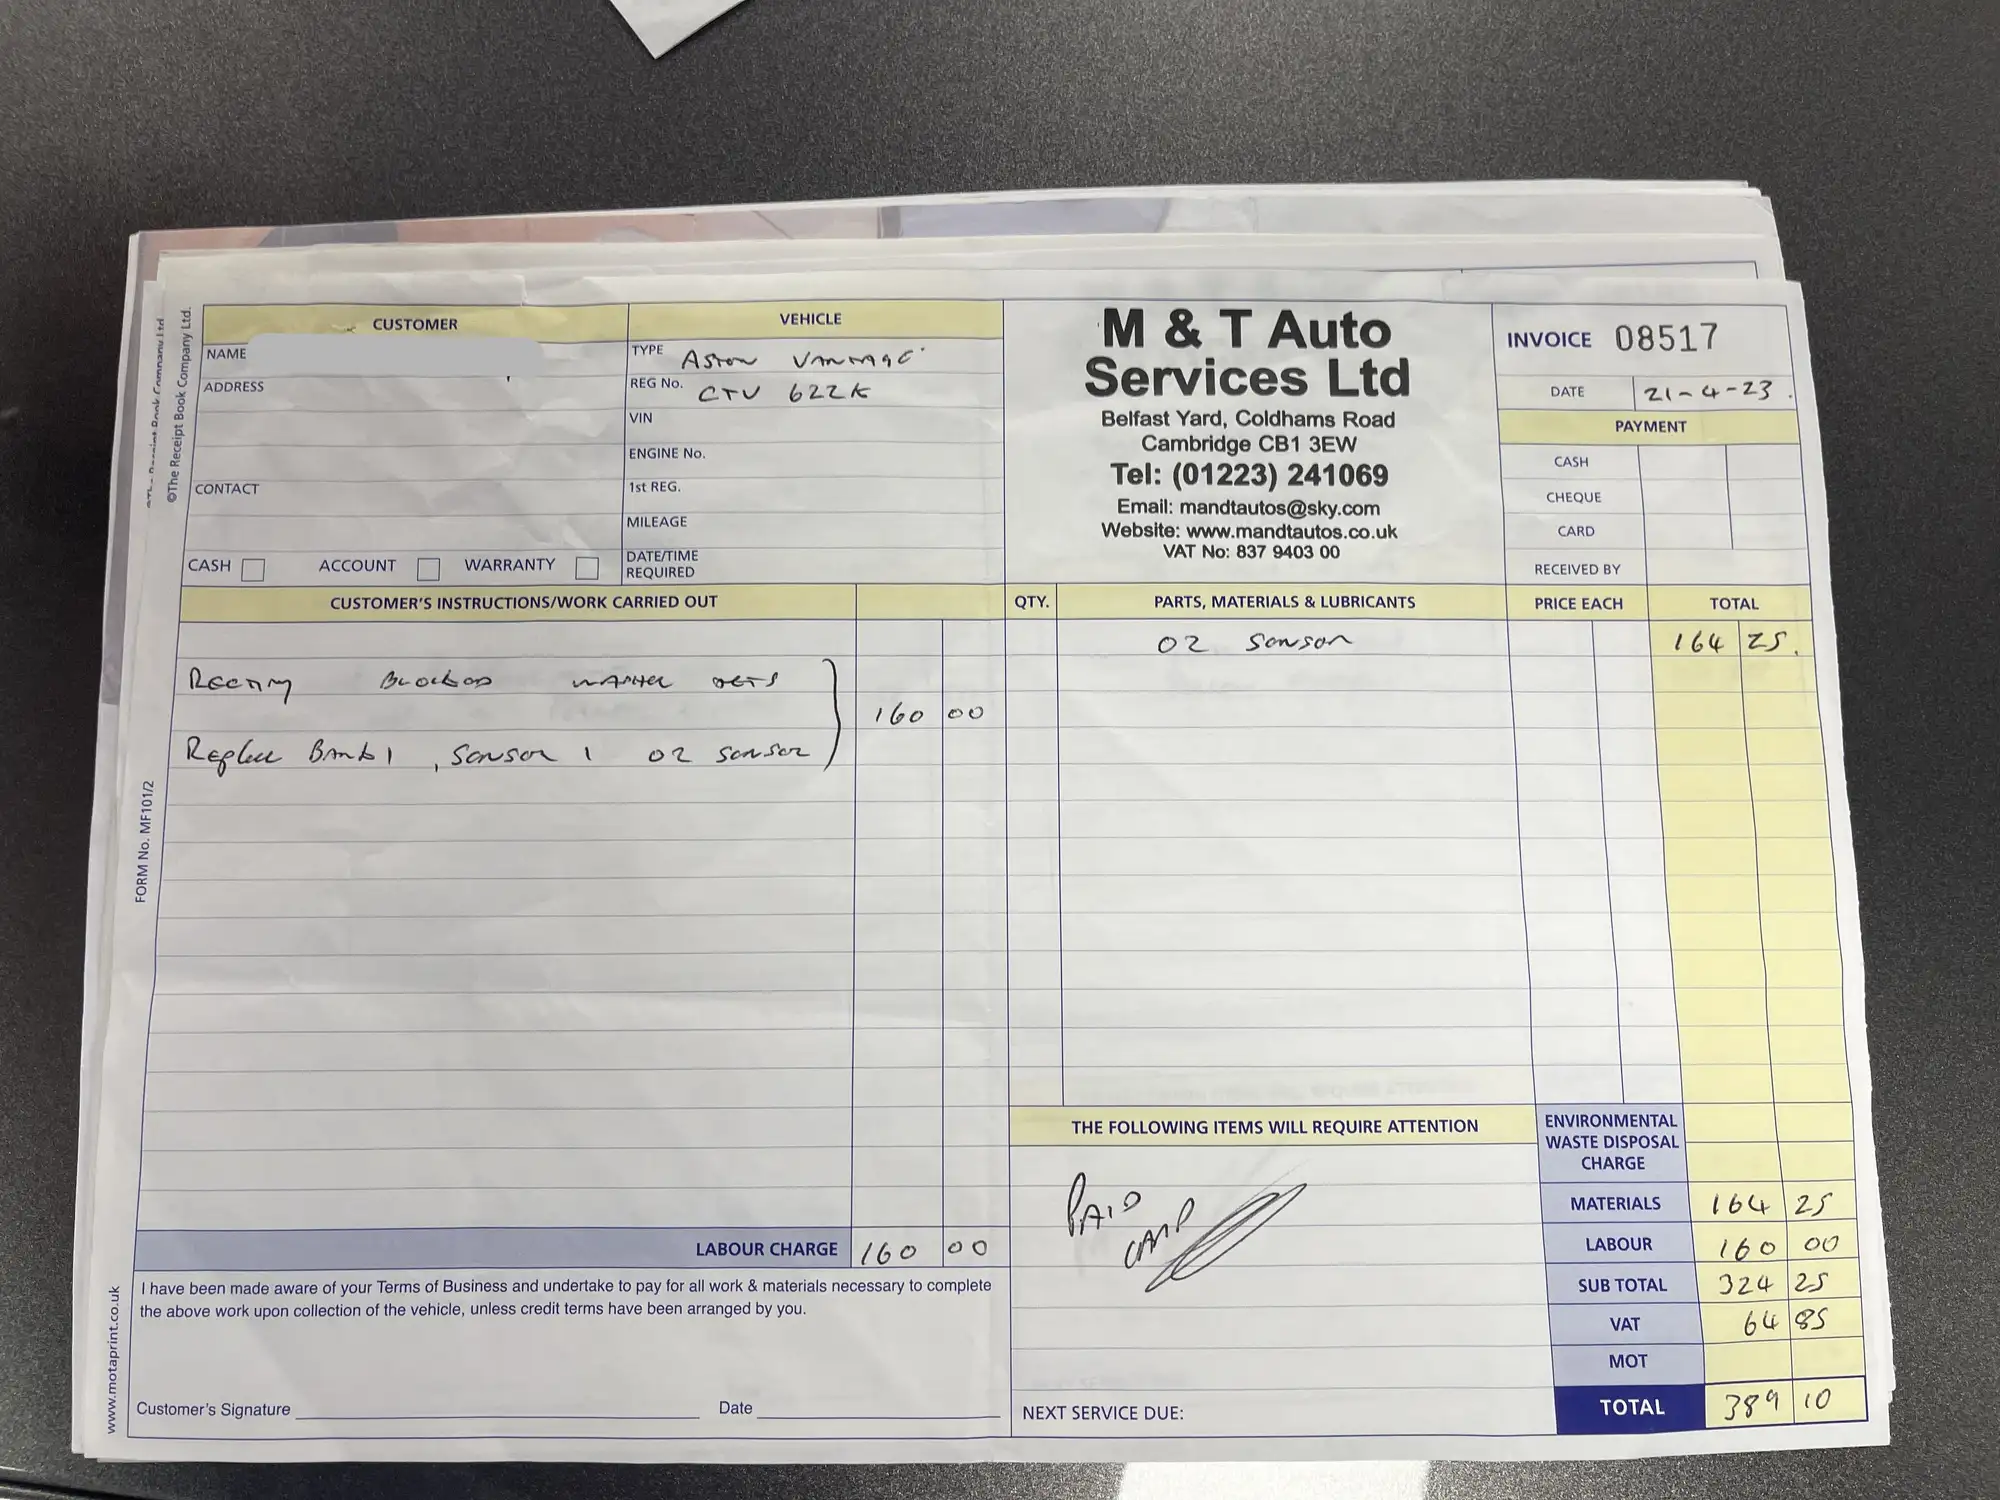 CUSTOMER
NAME
ADDRESS
CONTACT
CASH ACCOUNT WARRANTY
VEHICLE
TYPE ASTON VANTAGE
REG No. CTU 622K
VIN
ENGINE No.
1st REG.
MILEAGE
DATE/TIME
REQUIRED
M & T Auto
Services Ltd
Belfast Yard, Coldhams Road
Cambridge CB1 3EW
Tel: (01223) 241069
Email: mandtautos@sky.com
Website: www.mandtautos.co.uk
VAT No: 837 9403 00
INVOICE 08517
DATE 21-4-23
PAYMENT
CASH
CHEQUE
CARD
RECEIVED BY
CUSTOMER'S INSTRUCTIONS/WORK CARRIED OUT
RECTIFY BLOCKED WASHER JETS
160 00
REPLACE BANK 1, SENSOR 1 O2 SENSOR
LABOUR CHARGE 160 00
QTY. PARTS, MATERIALS & LUBRICANTS PRICE EACH TOTAL
O2 SENSOR 164 25.
THE FOLLOWING ITEMS WILL REQUIRE ATTENTION
PAID
CARD
NEXT SERVICE DUE:
ENVIRONMENTAL
WASTE DISPOSAL
CHARGE
MATERIALS 164 25
LABOUR 160 00
SUB TOTAL 324 25
VAT 64 85
MOT
TOTAL 389 10
I have been made aware of your Terms of Business and undertake to pay for all work & materials necessary to complete
the above work upon collection of the vehicle, unless credit terms have been arranged by you.
Customer's Signature Date
©The Receipt Book Company Ltd.
FORM No. MF101/2
www.motaprint.co.uk